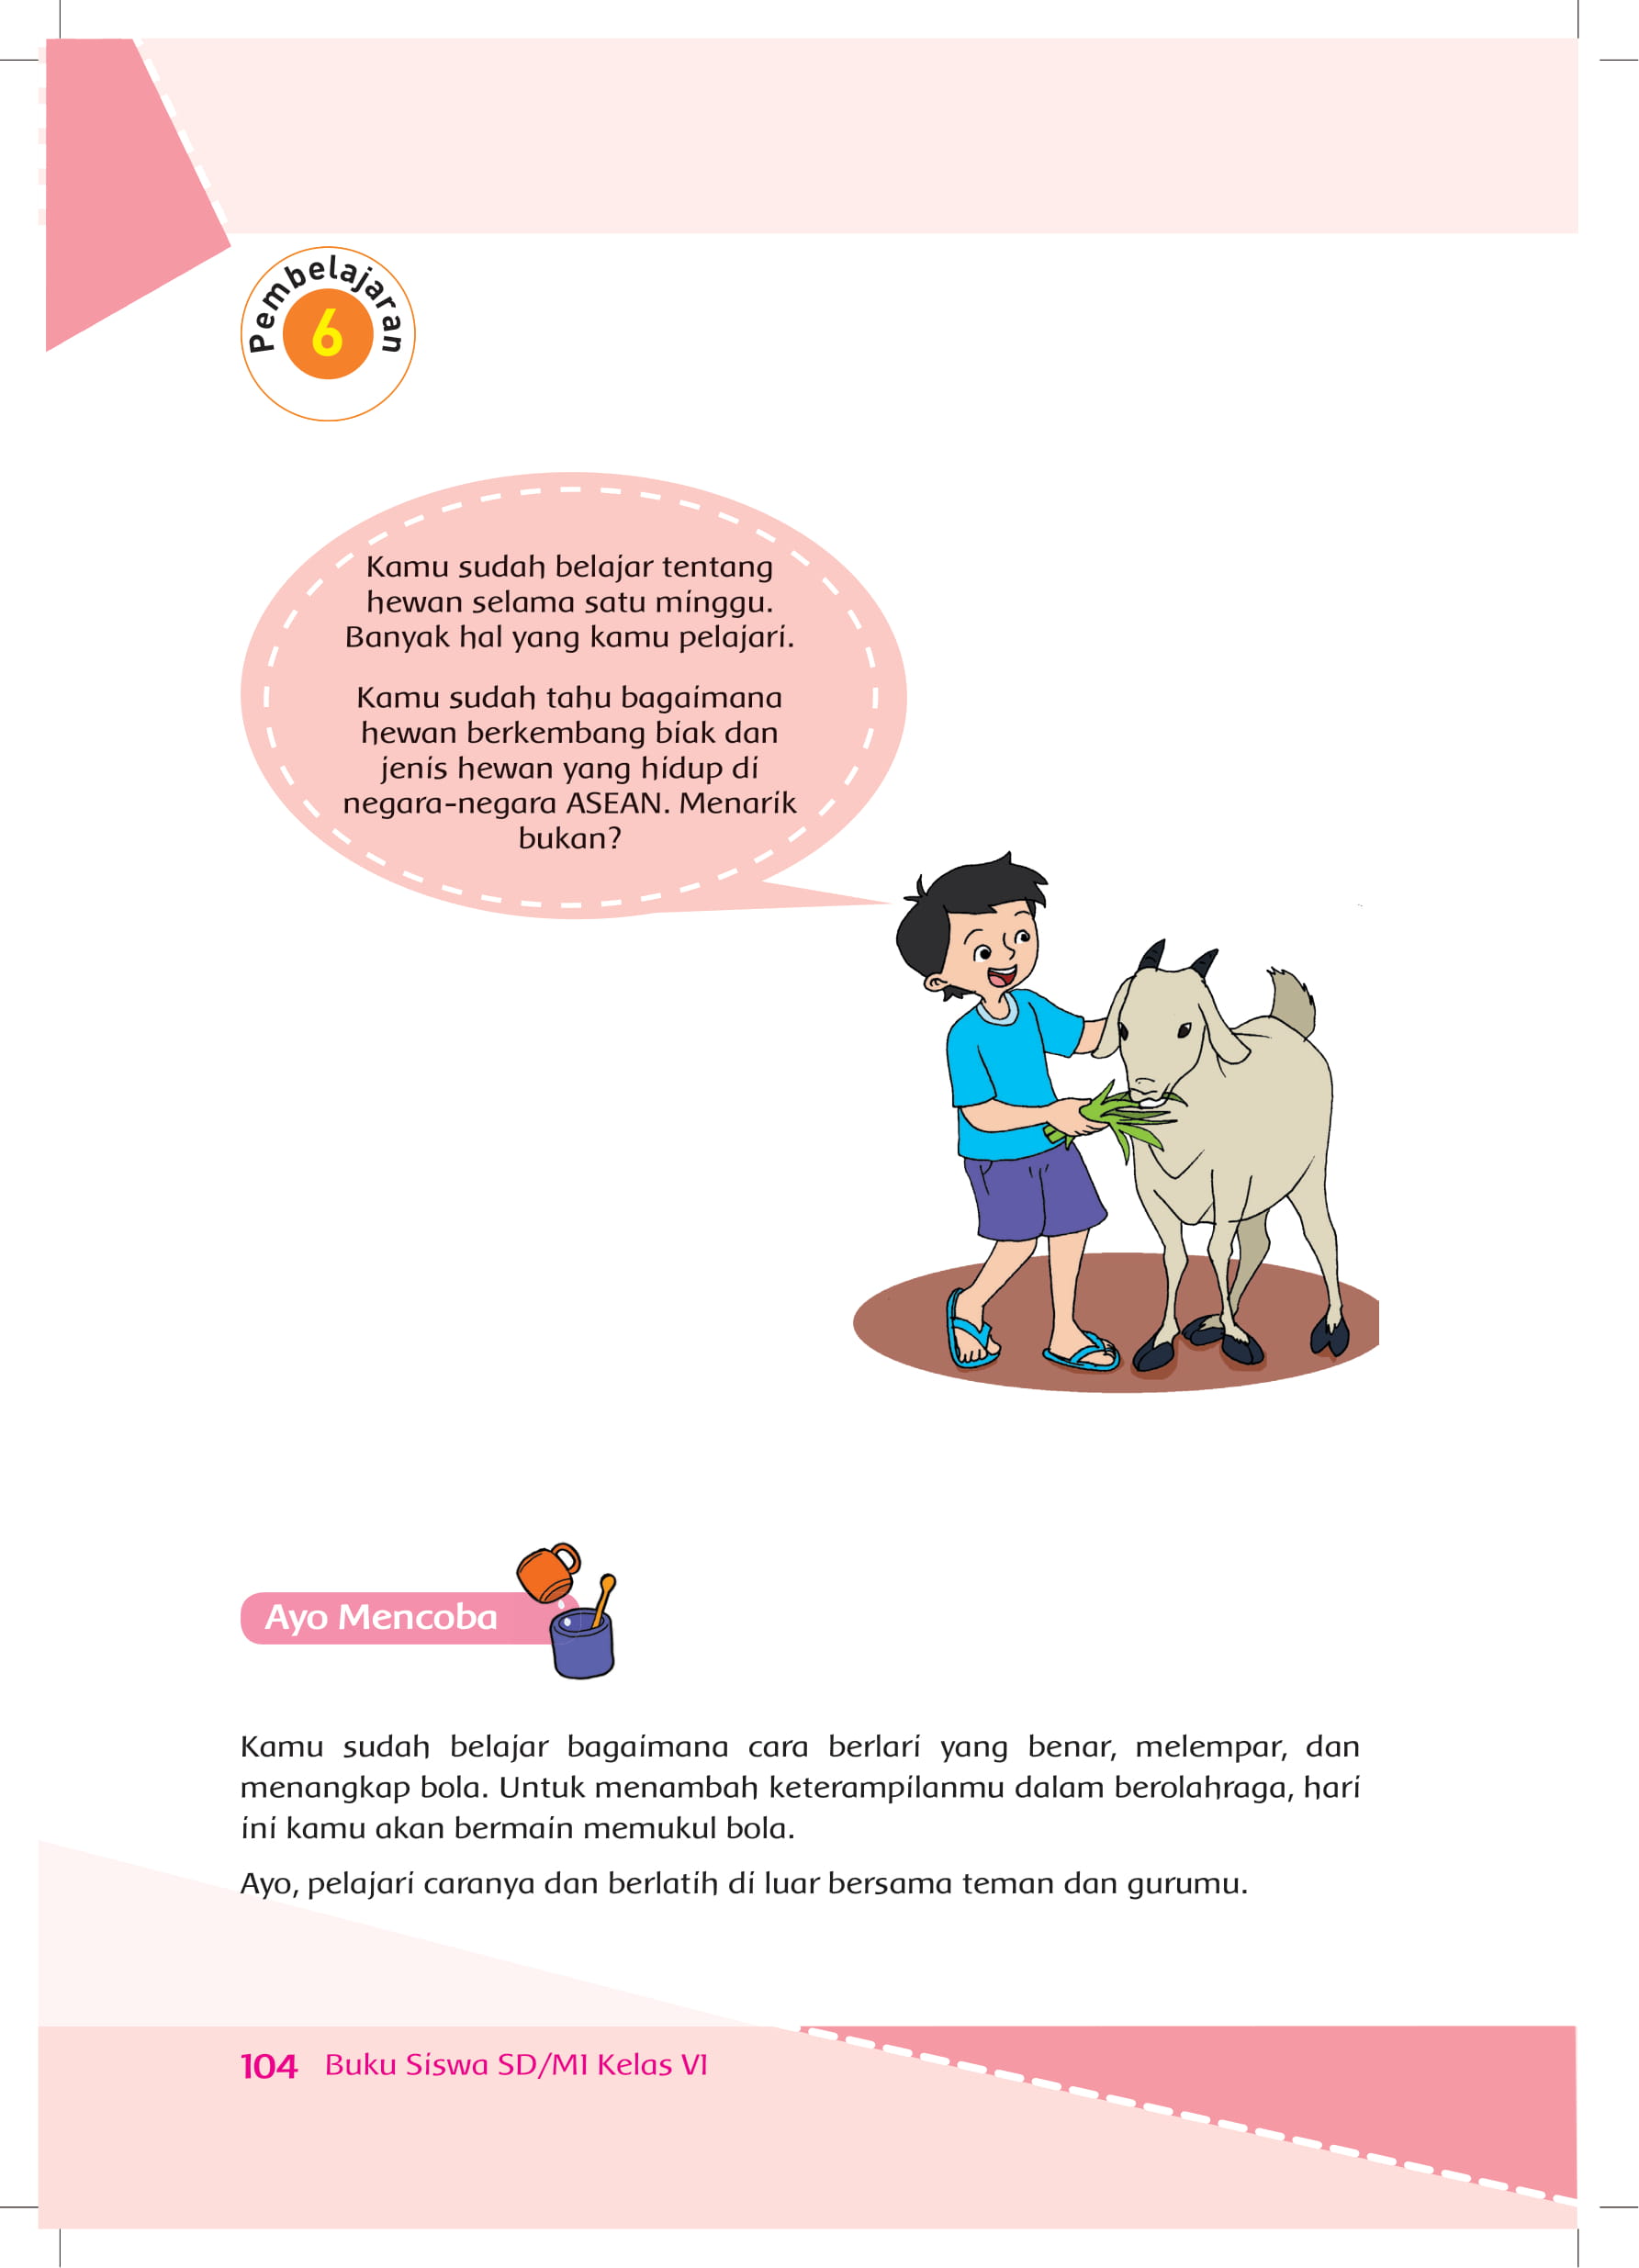 Pembelajaran
6
Kamu sudah belajar tentang
hewan selama satu minggu.
Banyak hal yang kamu pelajari.
Kamu sudah tahu bagaimana
hewan berkembang biak dan
jenis hewan yang hidup di
negara-negara ASEAN. Menarik
bukan?
Ayo Mencoba
Kamu sudah belajar bagaimana cara berlari yang benar, melempar, dan
menangkap bola. Untuk menambah keterampilanmu dalam berolahraga, hari
ini kamu akan bermain memukul bola.
Ayo, pelajari caranya dan berlatih di luar bersama teman dan gurumu.
104 Buku Siswa SD/MI Kelas VI